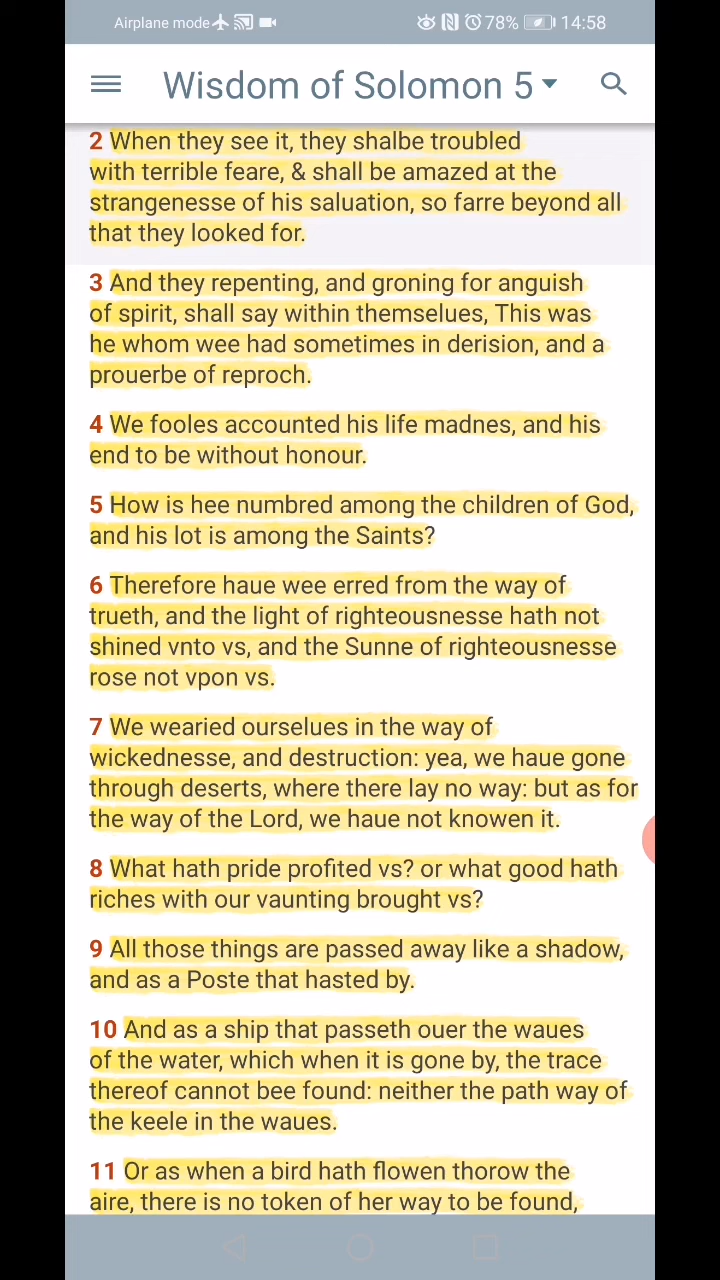 Airplane mode 78% 14:58
Wisdom of Solomon 5
2 When they see it, they shalbe troubled
with terrible feare, & shall be amazed at the
strangenesse of his saluation, so farre beyond all
that they looked for.
3 And they repenting, and groning for anguish
of spirit, shall say within themselues, This was
he whom wee had sometimes in derision, and a
prouerbe of reproch.
4 We fooles accounted his life madnes, and his
end to be without honour.
5 How is hee numbred among the children of God,
and his lot is among the Saints?
6 Therefore haue wee erred from the way of
trueth, and the light of righteousnesse hath not
shined vnto vs, and the Sunne of righteousnesse
rose not vpon vs.
7 We wearied ourselues in the way of
wickednesse, and destruction: yea, we haue gone
through deserts, where there lay no way: but as for
the way of the Lord, we haue not knowen it.
8 What hath pride profited vs? or what good hath
riches with our vaunting brought vs?
9 All those things are passed away like a shadow,
and as a Poste that hasted by.
10 And as a ship that passeth ouer the waues
of the water, which when it is gone by, the trace
thereof cannot bee found: neither the path way of
the keele in the waues.
11 Or as when a bird hath flowen thorow the
aire, there is no token of her way to be found,